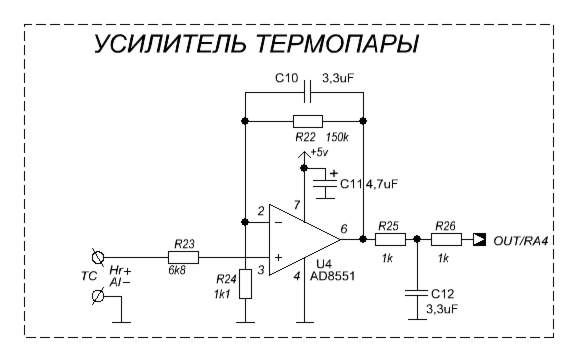 УСИЛИТЕЛЬ ТЕРМОПАРЫ
C10 3,3uF
R22 150k
+5v
+
C11 4,7uF
7
2
−
6
R23
6k8
+
3
R24
1k1
4
U4
AD8551
R25
1k
R26
1k
OUT/RA4
TC
Hr+
Al−
C12
3,3uF